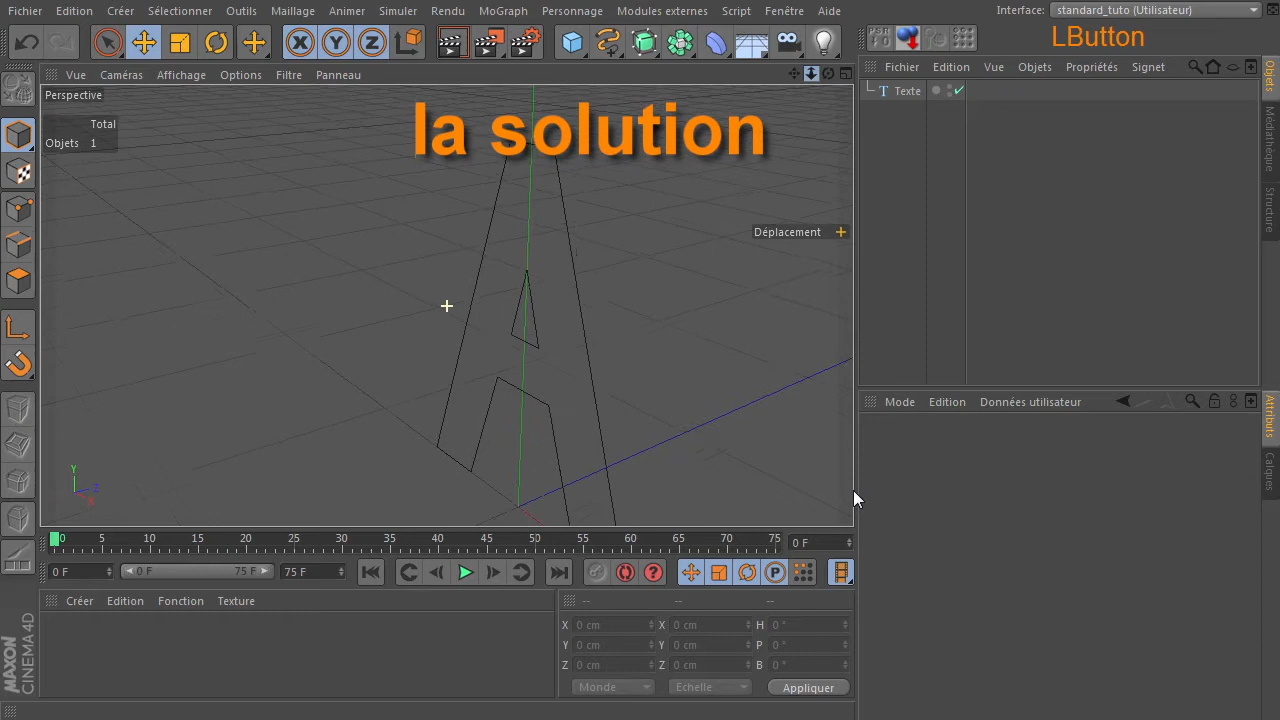 Fichier Edition Créer Sélectionner Outils Maillage Animer Simuler Rendu MoGraph Personnage Modules externes Script Fenêtre Aide Interface: standard_tuto (Utilisateur)
X Y Z PSR LButton
Vue Caméras Affichage Options Filtre Panneau
Fichier Edition Vue Objets Propriétés Signet
Perspective
Total
Objets 1
la solution
T Texte
Déplacement
Objets
Médiathèque
Structure
Mode Edition Données utilisateur
Attributs
Calques
Y
Z
X
0 5 10 15 20 25 30 35 40 45 50 55 60 65 70 75 0 F
0 F 0 F 75 F 75 F P
Créer Edition Fonction Texture
-- -- --
X 0 cm X 0 cm H 0 °
Y 0 cm Y 0 cm P 0 °
Z 0 cm Z 0 cm B 0 °
Monde Echelle Appliquer
MAXON
CINEMA 4D